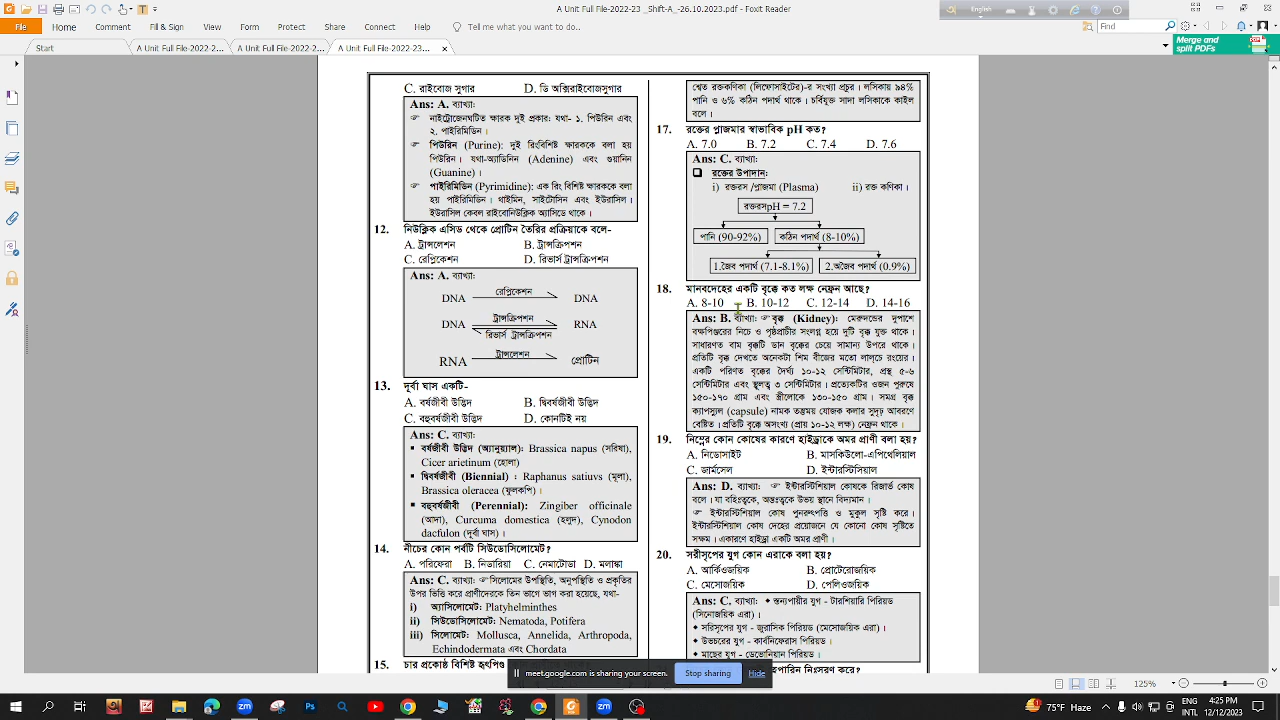 A Unit Full File-2022-23 _Shift-A_-26.10.2023.pdf - Foxit Reader
English
File Home Comment Fill & Sign View Form Protect Share Connect Help Tell me what you want to do..
Find
Start
A Unit Full File-2022-2...
A Unit Full File-2022-2...
A Unit Full File-2022-23...
Merge and
split PDFs
C. রাইবোজ সুগার D. ডি অক্সিরাইবোজসুগার
Ans: A. ব্যাখ্যা:
নাইট্রোজেনঘটিত ক্ষারক দুই প্রকার: যথা- ১. পিউরিন এবং
২. পাইরিমিডিন।
পিউরিন (Purine): দুই রিংবিশিষ্ট ক্ষারককে বলা হয়
পিউরিন। যথা-অ্যাডিনিন (Adenine) এবং গুয়ানিন
(Guanine)।
পাইরিমিডিন (Pyrimidine): এক রিং বিশিষ্ট ক্ষারককে বলা
হয় পাইরিমিডিন। থাইমিন, সাইটোসিন এবং ইউরাসিল।
ইউরাসিল কেবল রাইবোনিউক্লিক অ্যাসিডে থাকে।
12. নিউক্লিক এসিড থেকে প্রোটিন তৈরির প্রক্রিয়াকে বলে-
A. ট্রান্সলেশন B. ট্রান্সক্রিপশন
C. রেপ্লিকেশন D. রিভার্স ট্রান্সক্রিপশন
Ans: A. ব্যাখ্যা:
DNA রেপ্লিকেশন DNA
DNA ট্রান্সক্রিপশন RNA
রিভার্স ট্রান্সক্রিপশন
RNA ট্রান্সলেশন প্রোটিন
13. দূর্বা ঘাস একটি-
A. বর্ষজীবী উদ্ভিদ B. দ্বিবর্ষজীবী উদ্ভিদ
C. বহুবর্ষজীবী উদ্ভিদ D. কোনটিই নয়
Ans: C. ব্যাখ্যা:
▪ বর্ষজীবী উদ্ভিদ (অ্যানুয়্যাল): Brassica napus (সরিষা),
Cicer arietinum (ছোলা)
▪ দ্বিবর্ষজীবী (Biennial) : Raphanus satiuvs (মূলা),
Brassica oleracea (ফুলকপি)।
▪ বহুবর্ষজীবী (Perennial): Zingiber officinale
(আদা), Curcuma domestica (হলুদ), Cynodon
dacfulon (দূর্বা ঘাস)।
14. নীচের কোন পর্বটি সিউডোসিলোমেট?
A. পরিফেরা B. নিডারিয়া C. নেমাটোডা D. মলাস্কা
Ans: C. ব্যাখ্যা: সিলোমের উপস্থিতি, অনুপস্থিতি ও প্রকৃতির
উপর ভিত্তি করে প্রাণীদেরকে তিন ভাগে ভাগ করা হয়েছে, যথা-
i) অ্যাসিলোমেট: Platyhelminthes
ii) সিউডোসিলোমেট: Nematoda, Potifera
iii) সিলোমেট: Mollusca, Annelida, Arthropoda,
Echindodermata এবং Chordata
15. চার প্রকোষ্ঠ বিশিষ্ট হৃৎপিণ্ড
শ্বেত রক্তকণিকা (লিম্ফোসাইটের)-র সংখ্যা প্রচুর। লসিকায় ৯৪%
পানি ও ৬% কঠিন পদার্থ থাকে। চর্বিযুক্ত সাদা লসিকাকে কাইল
বলে।
17. রক্তের প্লাজমার স্বাভাবিক pH কত?
A. 7.0 B. 7.2 C. 7.4 D. 7.6
Ans: C. ব্যাখ্যা:
❑ রক্তের উপাদান:
i) রক্তরস /প্লাজমা (Plasma) ii) রক্ত কণিকা।
রক্তরসpH = 7.2
পানি (90-92%) কঠিন পদার্থ (8-10%)
1.জৈব পদার্থ (7.1-8.1%) 2.অজৈব পদার্থ (0.9%)
18. মানবদেহের একটি বৃক্কে কত লক্ষ নেফ্রন আছে?
A. 8-10 B. 10-12 C. 12-14 D. 14-16
Ans: B. ব্যাখ্যা: বৃক্ক (Kidney): মেরুদন্ডের দুপাশে
বক্ষপিঞ্জরের নিচে ও পৃষ্ঠপ্রাচীর সংলগ্ন হয়ে দুটি বৃক্ক যুক্ত থাকে।
সাধারণত বাম বৃক্কটি ডান বৃক্কের চেয়ে সামান্য উপরে থাকে।
প্রতিটি বৃক্ক দেখতে অনেকটা শিম বীজের মতো লালচে রংয়ের।
একটি পরিণত বৃক্কের দৈর্ঘ্য ১০-১২ সেন্টিমিটার, প্রস্থ ৫-৬
সেন্টিমিটার এবং স্থুলত্ব ৩ সেন্টিমিটার। প্রত্যেকটির ওজন পুরুষে
১৫০-১৭০ গ্রাম এবং স্ত্রীলোকে ১৩০-১৫০ গ্রাম। সমগ্র বৃক্ক
ক্যাপসুল (capsule) নামক তন্তুময় যোজক কলার সুদৃঢ় আবরণে
বেষ্টিত। প্রতিটি বৃক্কে অসংখ্য (প্রায় ১০-১২ লক্ষ) নেফ্রন থাকে।
19. নিম্নের কোন কোষের কারণে হাইড্রাকে অমর প্রাণী বলা হয়?
A. নিডোসাইট B. মাসকিউলো-এপিথেলিয়াল
C. জার্মসেল D. ইন্টারস্টিসিয়াল
Ans: D. ব্যাখ্যা: ইন্টারস্টিশিয়াল কোষকে রিজার্ভ কোষ
বলে। যা বহিঃত্বকে, অন্তঃত্বকে উভয় স্থানে বিদ্যমান।
ইন্টারস্টিশিয়াল কোষ পুনরুৎপত্তি ও মুকুল সৃষ্টি করে।
ইন্টারস্টিশিয়াল কোষ দেহের প্রয়োজনে যে কোনো কোষ সৃষ্টিতে
সক্ষম। একারণে হাইড্রা একটি অমর প্রাণী।
20. সরীসৃপের যুগ কোন এরাকে বলা হয়?
A. আর্কিওজয়িক B. প্রোটেরোজয়িক
C. মেসোজয়িক D. পেলিওজয়িক
Ans: C. ব্যাখ্যা: ♦ স্তন্যপায়ীর যুগ - টারশিয়ারি পিরিয়ড
(সিনোজয়িক এরা)।
♦ সরিসৃপের যুগ - জুরাসিক পিরিয়ড (মেসোজয়িক এরা)।
♦ উভচরের যুগ - কার্বনিফেরাস পিরিয়ড।
♦ মাছের যুগ - ডেভোনিয়ান পিরিয়ড।
হেপারিন নিঃসরণ করে?
meet.google.com is sharing your screen.
Stop sharing
Hide
125%
75°F Haze
ENG
INTL
4:25 PM
12/12/2023